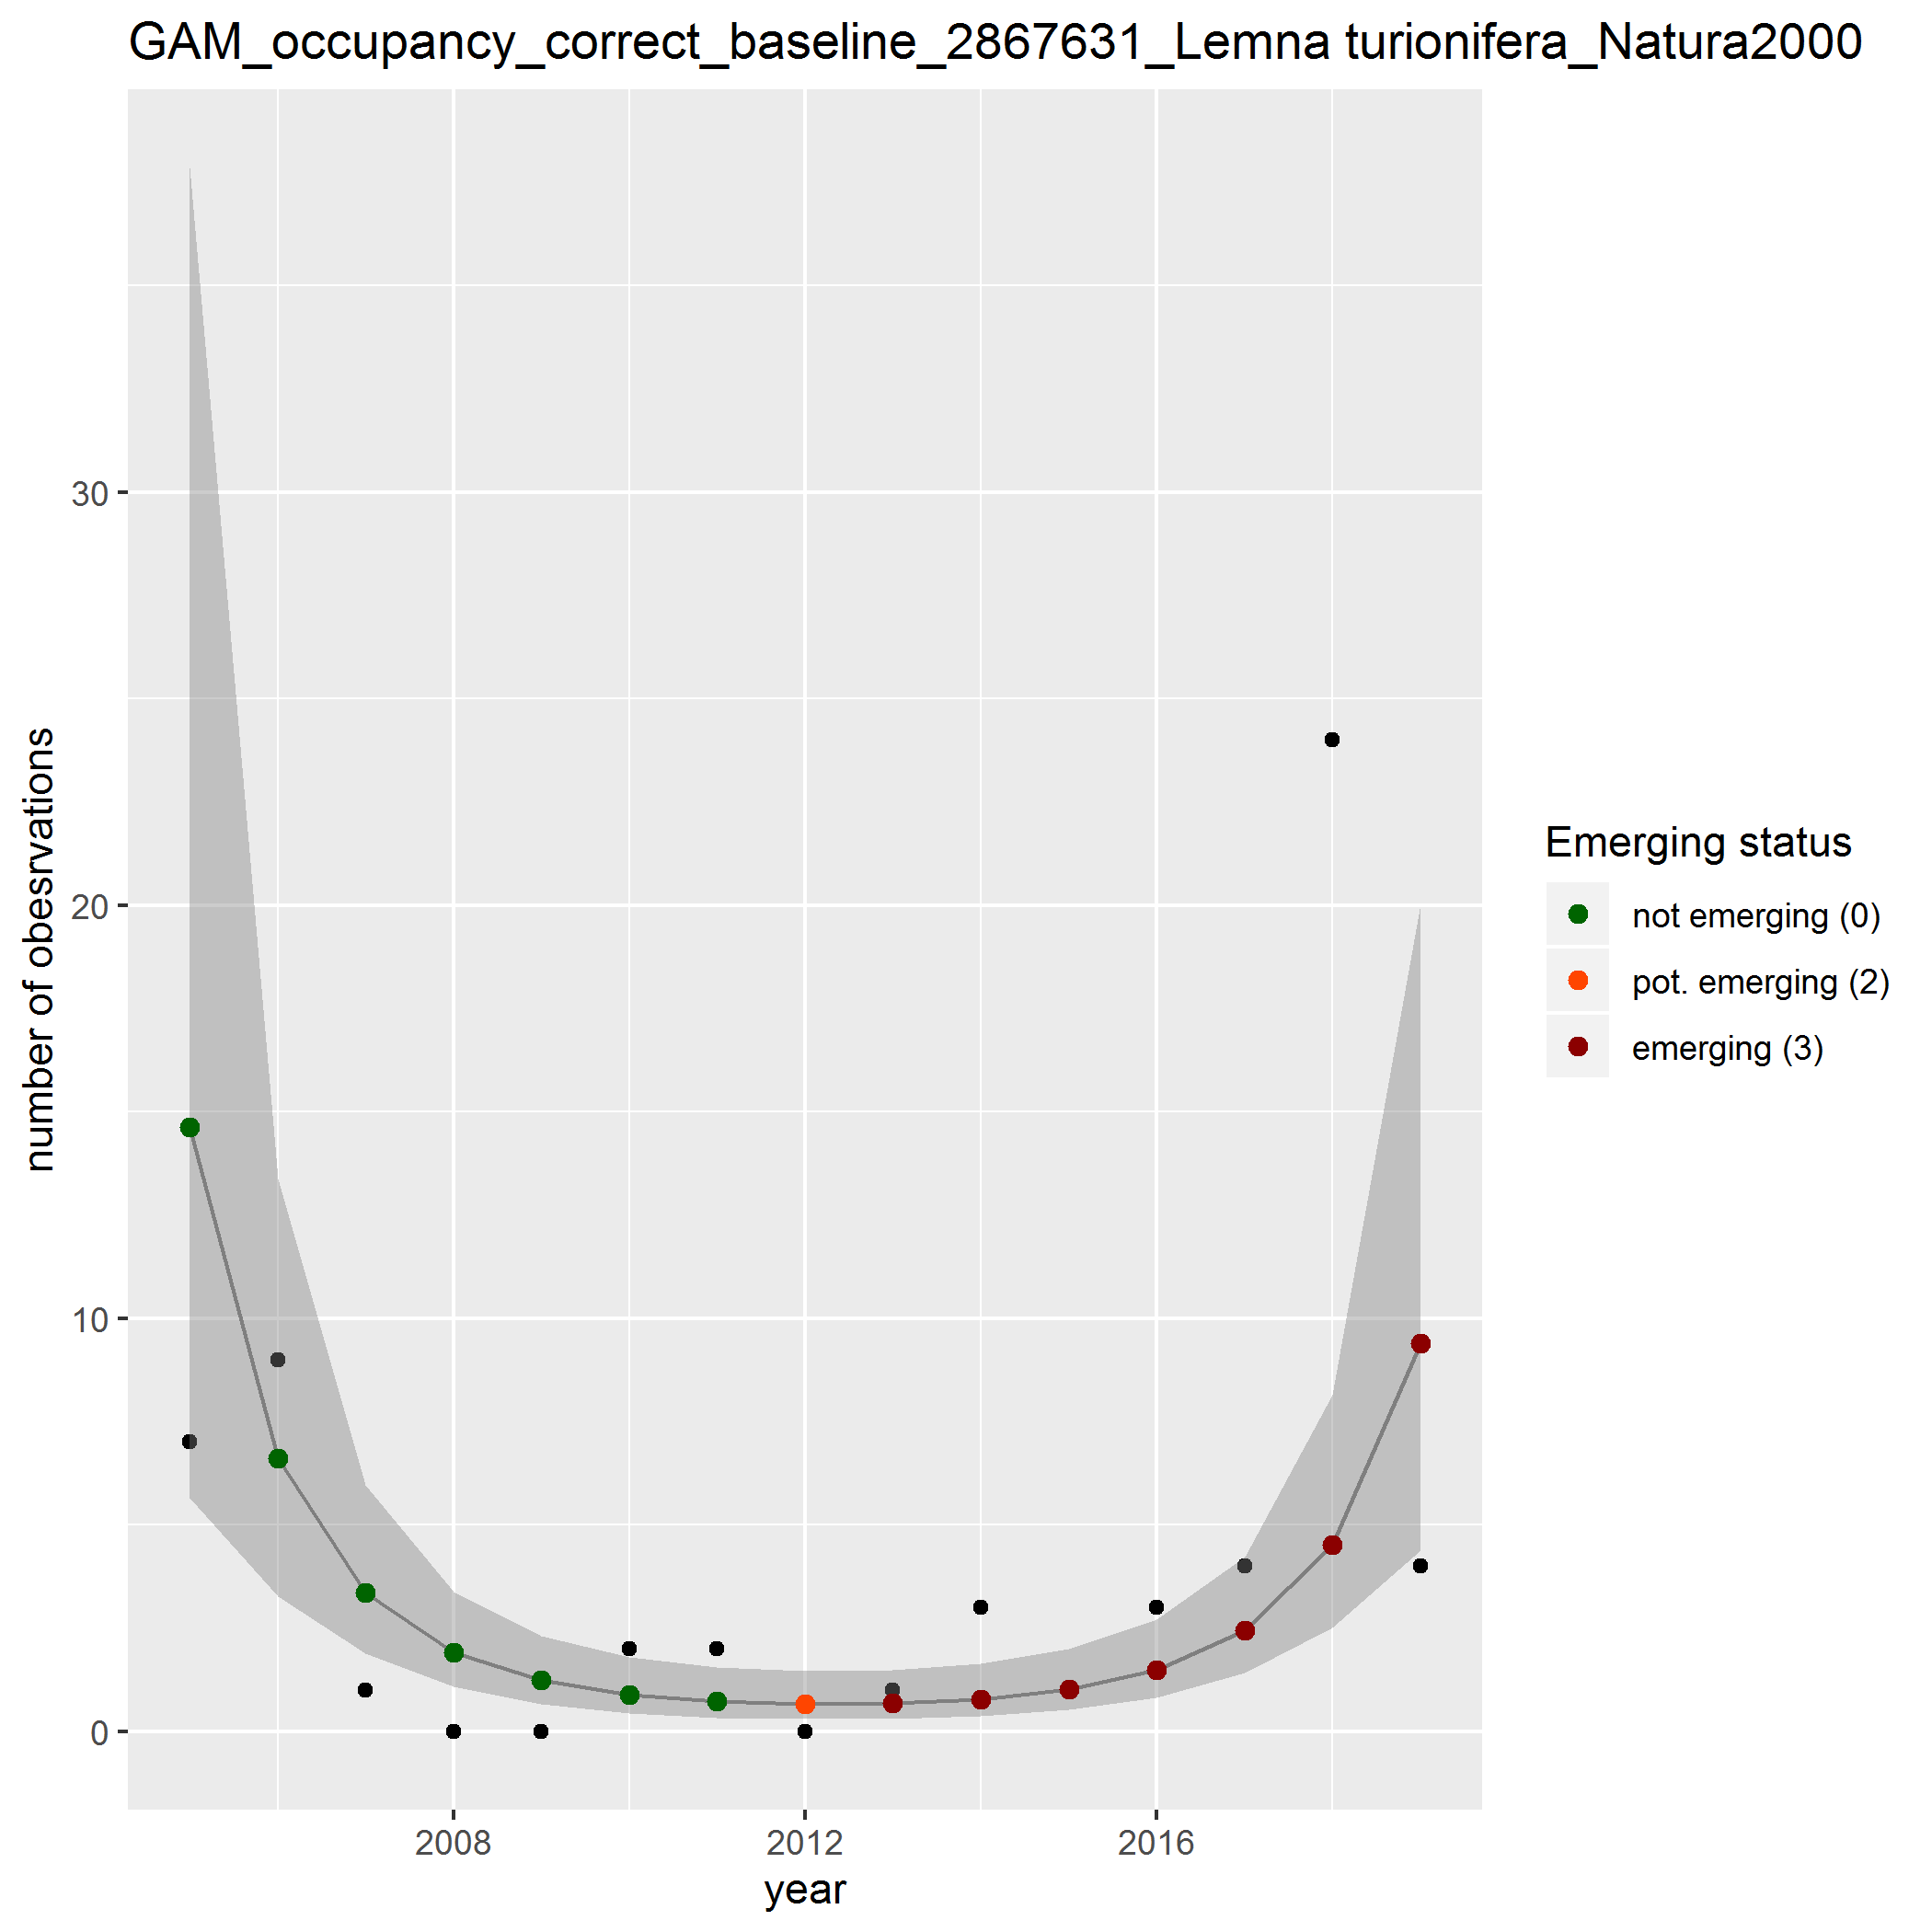 GAM_occupancy_correct_baseline_2867631_Lemna turionifera_Natura2000
number of obesrvations
30
20
10
0
2008
2012
2016
year
Emerging status
not emerging (0)
pot. emerging (2)
emerging (3)